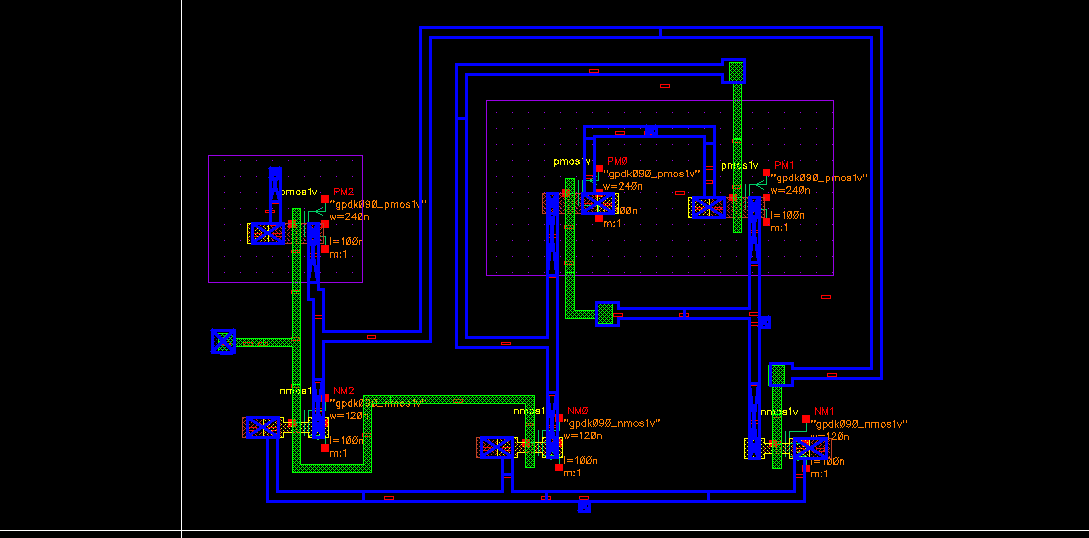 pmos1v
PM0
"gpdk090_pmos1v"
w=240n
l=100n
m:1
pmos1v
PM1
"gpdk090_pmos1v"
w=240n
l=100n
m:1
pmos1v
PM2
"gpdk090_pmos1v"
w=240n
l=100n
m:1
nmos1
NM2
"gpdk090_nmos1v"
w=120n
l=100n
m:1
nmos1
NM0
"gpdk090_nmos1v"
w=120n
l=100n
m:1
nmos1v
NM1
"gpdk090_nmos1v"
w=120n
l=100n
m:1